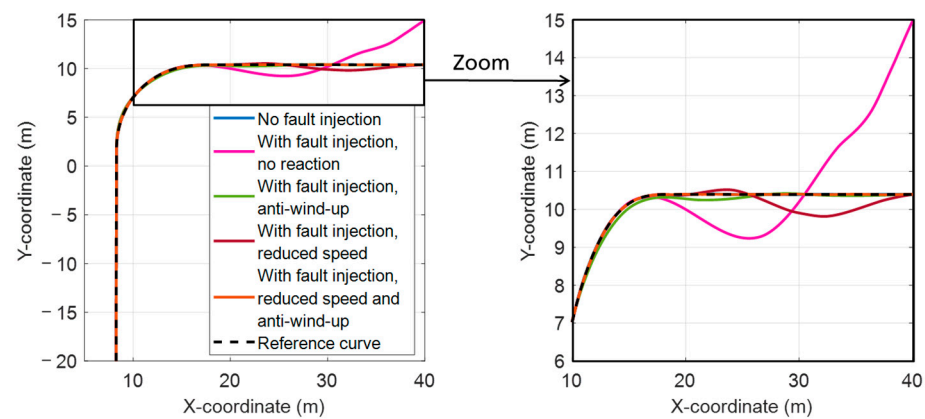 15
10
5
0
−5
−10
−15
−20
Y-coordinate (m)
10
20
30
40
X-coordinate (m)
No fault injection
With fault injection,
no reaction
With fault injection,
anti-wind-up
With fault injection,
reduced speed
With fault injection,
reduced speed and
anti-wind-up
Reference curve
Zoom
15
14
13
12
11
10
9
8
7
6
Y-coordinate (m)
10
20
30
40
X-coordinate (m)